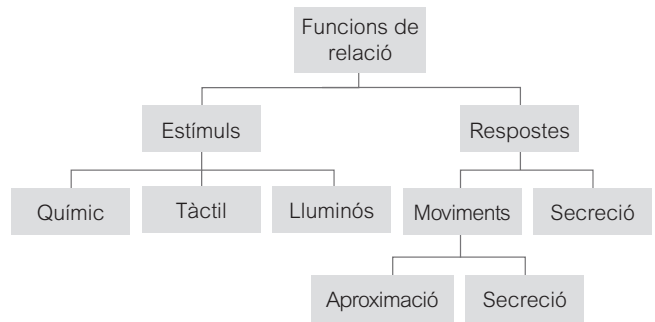 Funcions de
relació
Estímuls
Respostes
Químic
Tàctil
Lluminós
Moviments
Secreció
Aproximació
Secreció